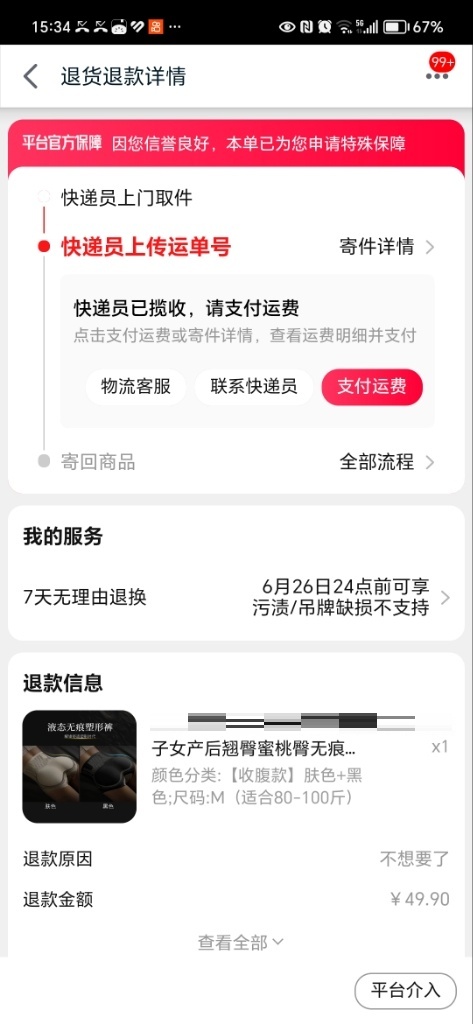 15:34 ... 5G 67%
退货退款详情
99+
平台官方保障 因您信誉良好，本单已为您申请特殊保障
快递员上门取件
快递员上传运单号 寄件详情
快递员已揽收，请支付运费
点击支付运费或寄件详情，查看运费明细并支付
物流客服 联系快递员 支付运费
寄回商品 全部流程
我的服务
7天无理由退换
6月26日24点前可享
污渍/吊牌缺损不支持
退款信息
液态无痕塑形裤
肤色 黑色
子女产后翘臀蜜桃臀无痕... x1
颜色分类:【收腹款】肤色+黑
色;尺码:M（适合80-100斤）
退款原因 不想要了
退款金额 ￥49.90
查看全部
平台介入